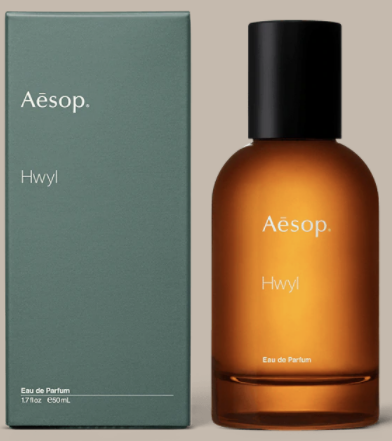 Aēsop.
Hwyl
Eau de Parfum
1.7 fl oz ℮50 mL
Aēsop.
Hwyl
Eau de Parfum